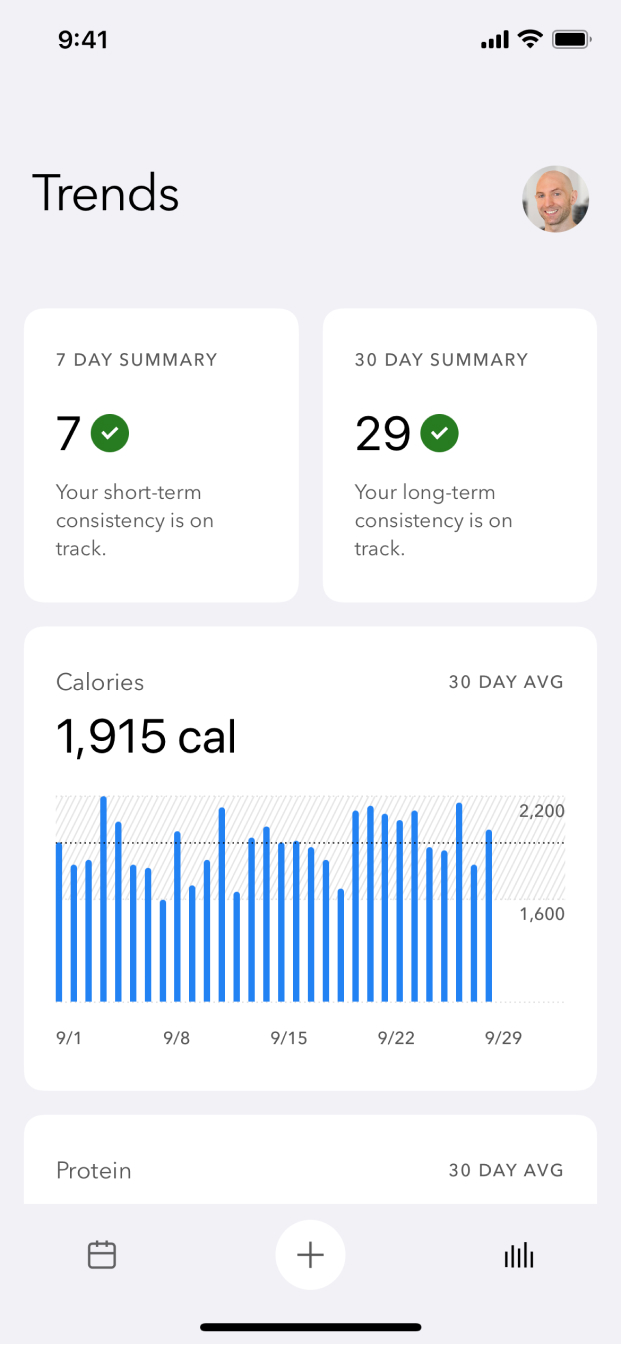 9:41
Trends
7 DAY SUMMARY
7
Your short-term
consistency is on
track.
30 DAY SUMMARY
29
Your long-term
consistency is on
track.
Calories
30 DAY AVG
1,915 cal
2,200
1,600
9/1
9/8
9/15
9/22
9/29
Protein
30 DAY AVG